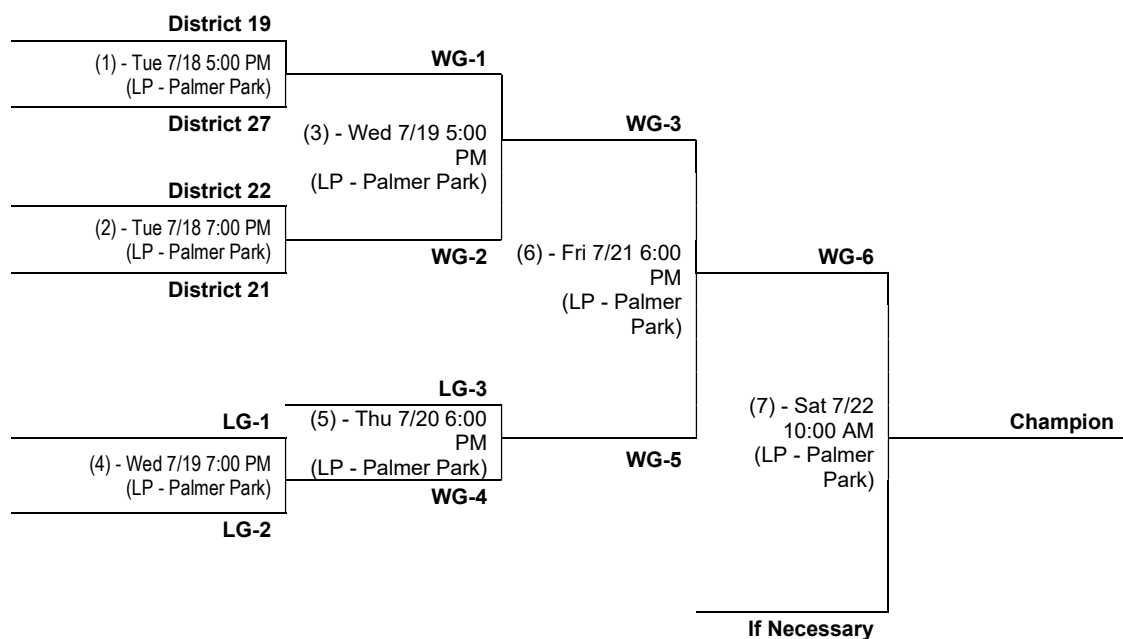 District 19
(1) - Tue 7/18 5:00 PM
(LP - Palmer Park)
District 27
WG-1
(3) - Wed 7/19 5:00
PM
(LP - Palmer Park)
WG-2
District 22
(2) - Tue 7/18 7:00 PM
(LP - Palmer Park)
District 21
WG-3
(6) - Fri 7/21 6:00
PM
(LP - Palmer
Park)
WG-5
LG-3
(5) - Thu 7/20 6:00
PM
(LP - Palmer Park)
WG-4
LG-1
(4) - Wed 7/19 7:00 PM
(LP - Palmer Park)
LG-2
WG-6
(7) - Sat 7/22
10:00 AM
(LP - Palmer
Park)
If Necessary
Champion